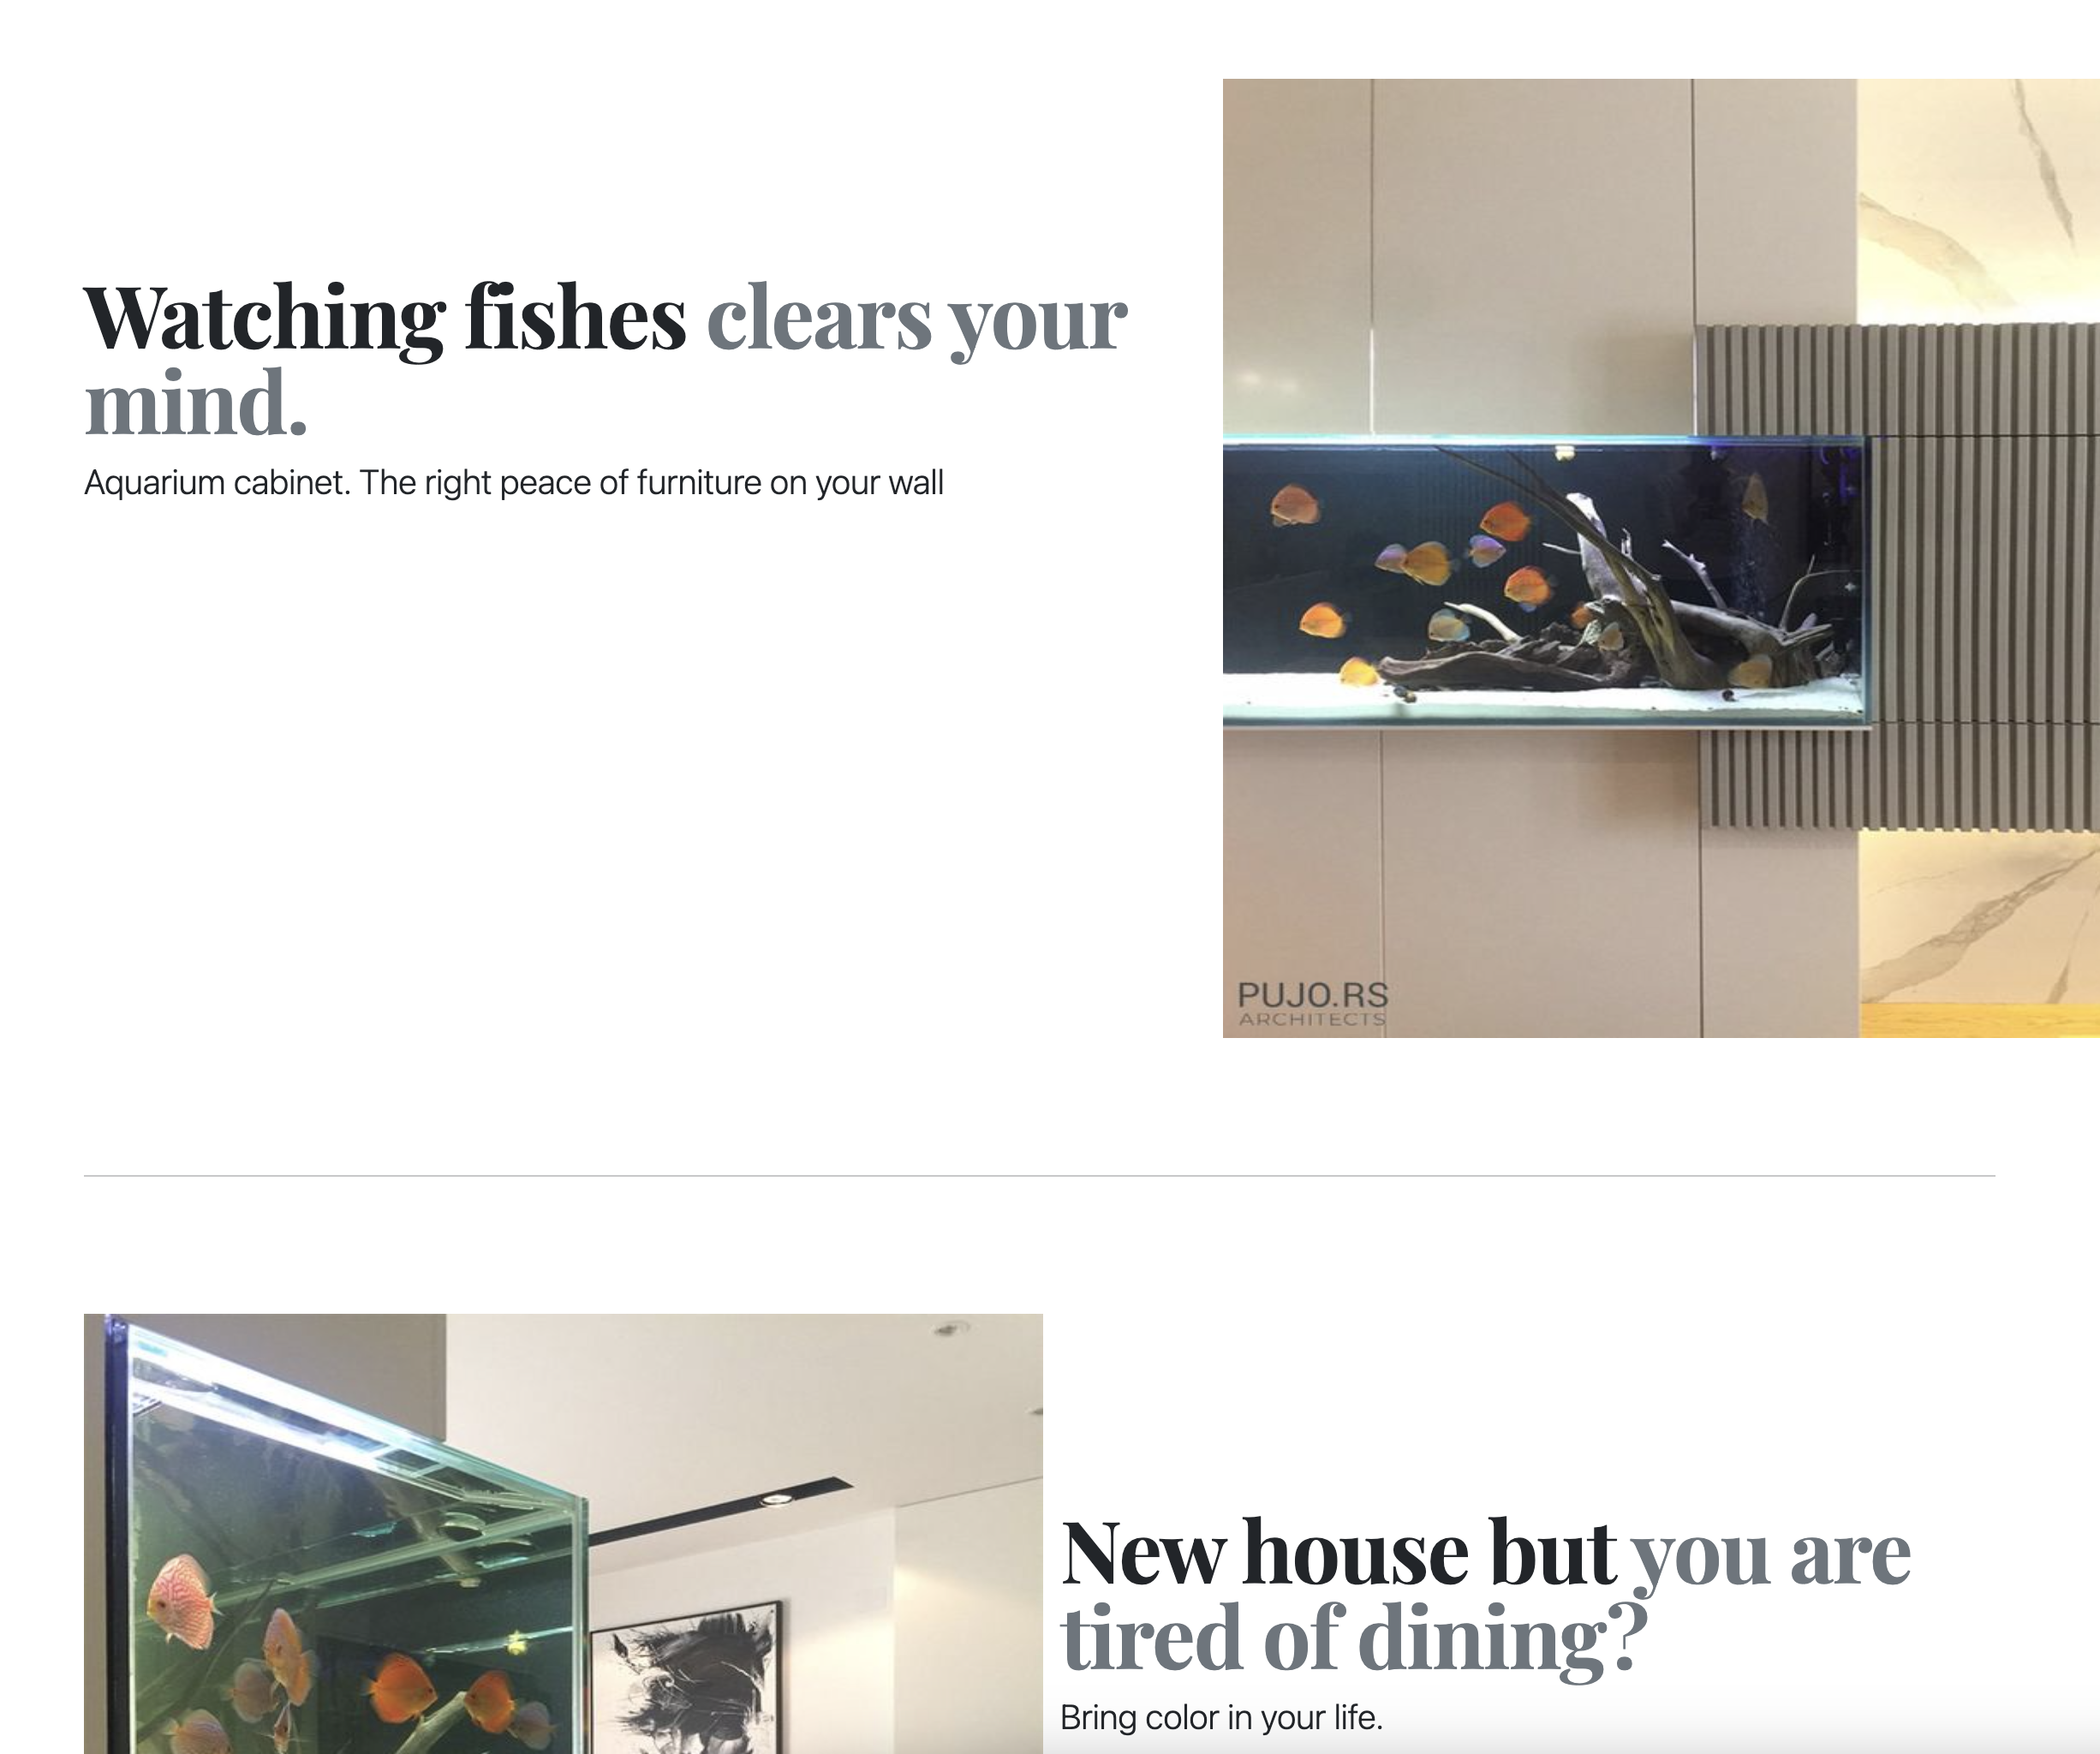 Watching fishes clears your
mind.
Aquarium cabinet. The right peace of furniture on your wall
PUJO.RS
ARCHITECTS
New house but you are
tired of dining?
Bring color in your life.